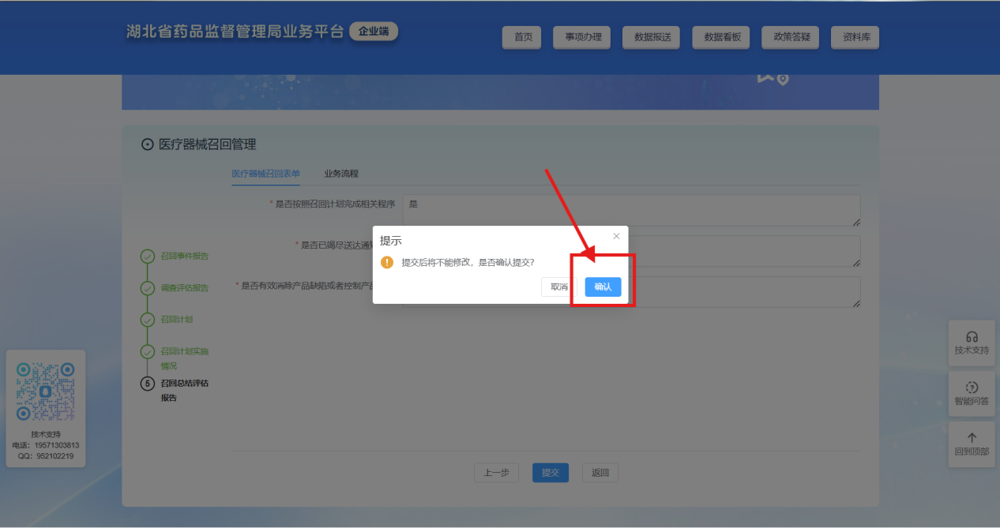 湖北省药品监督管理局业务平台 企业端
首页 事项办理 数据报送 数据看板 政策答疑 资料库
医疗器械召回管理
医疗器械召回表单 业务流程
* 是否按照召回计划完成相关程序 是
* 是否已竭尽送达通知
* 是否有效消除产品缺陷或者控制产品
提示
提交后将不能修改，是否确认提交？
取消 确认
召回事件报告
调查评估报告
召回计划
召回计划实施
情况
5 召回总结评估
报告
上一步 提交 返回
技术支持
电话：19571303813
QQ：952102219
技术支持
智能问答
回到顶部